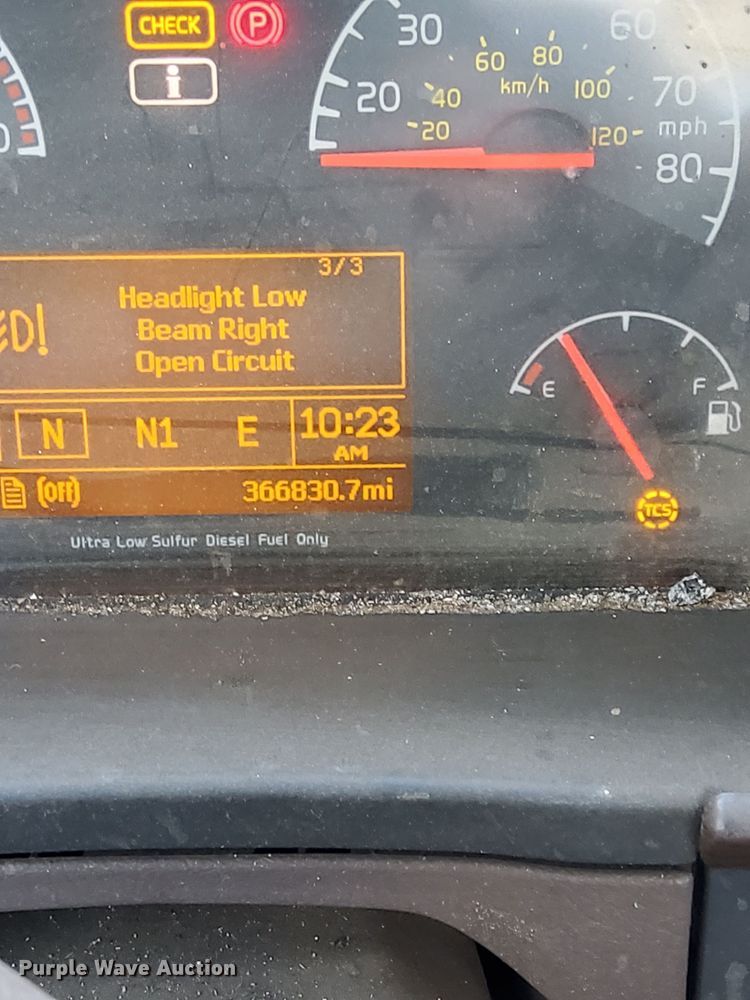 CHECK
P
i
30
60
20
60
80
km/h
100
70
40
20
120
mph
80
0
3/3
Headlight Low
Beam Right
Open Circuit
E
F
N
N1
E
10:23
AM
(OFF)
366830.7mi
TCS
Ultra Low Sulfur Diesel Fuel Only
Purple Wave Auction